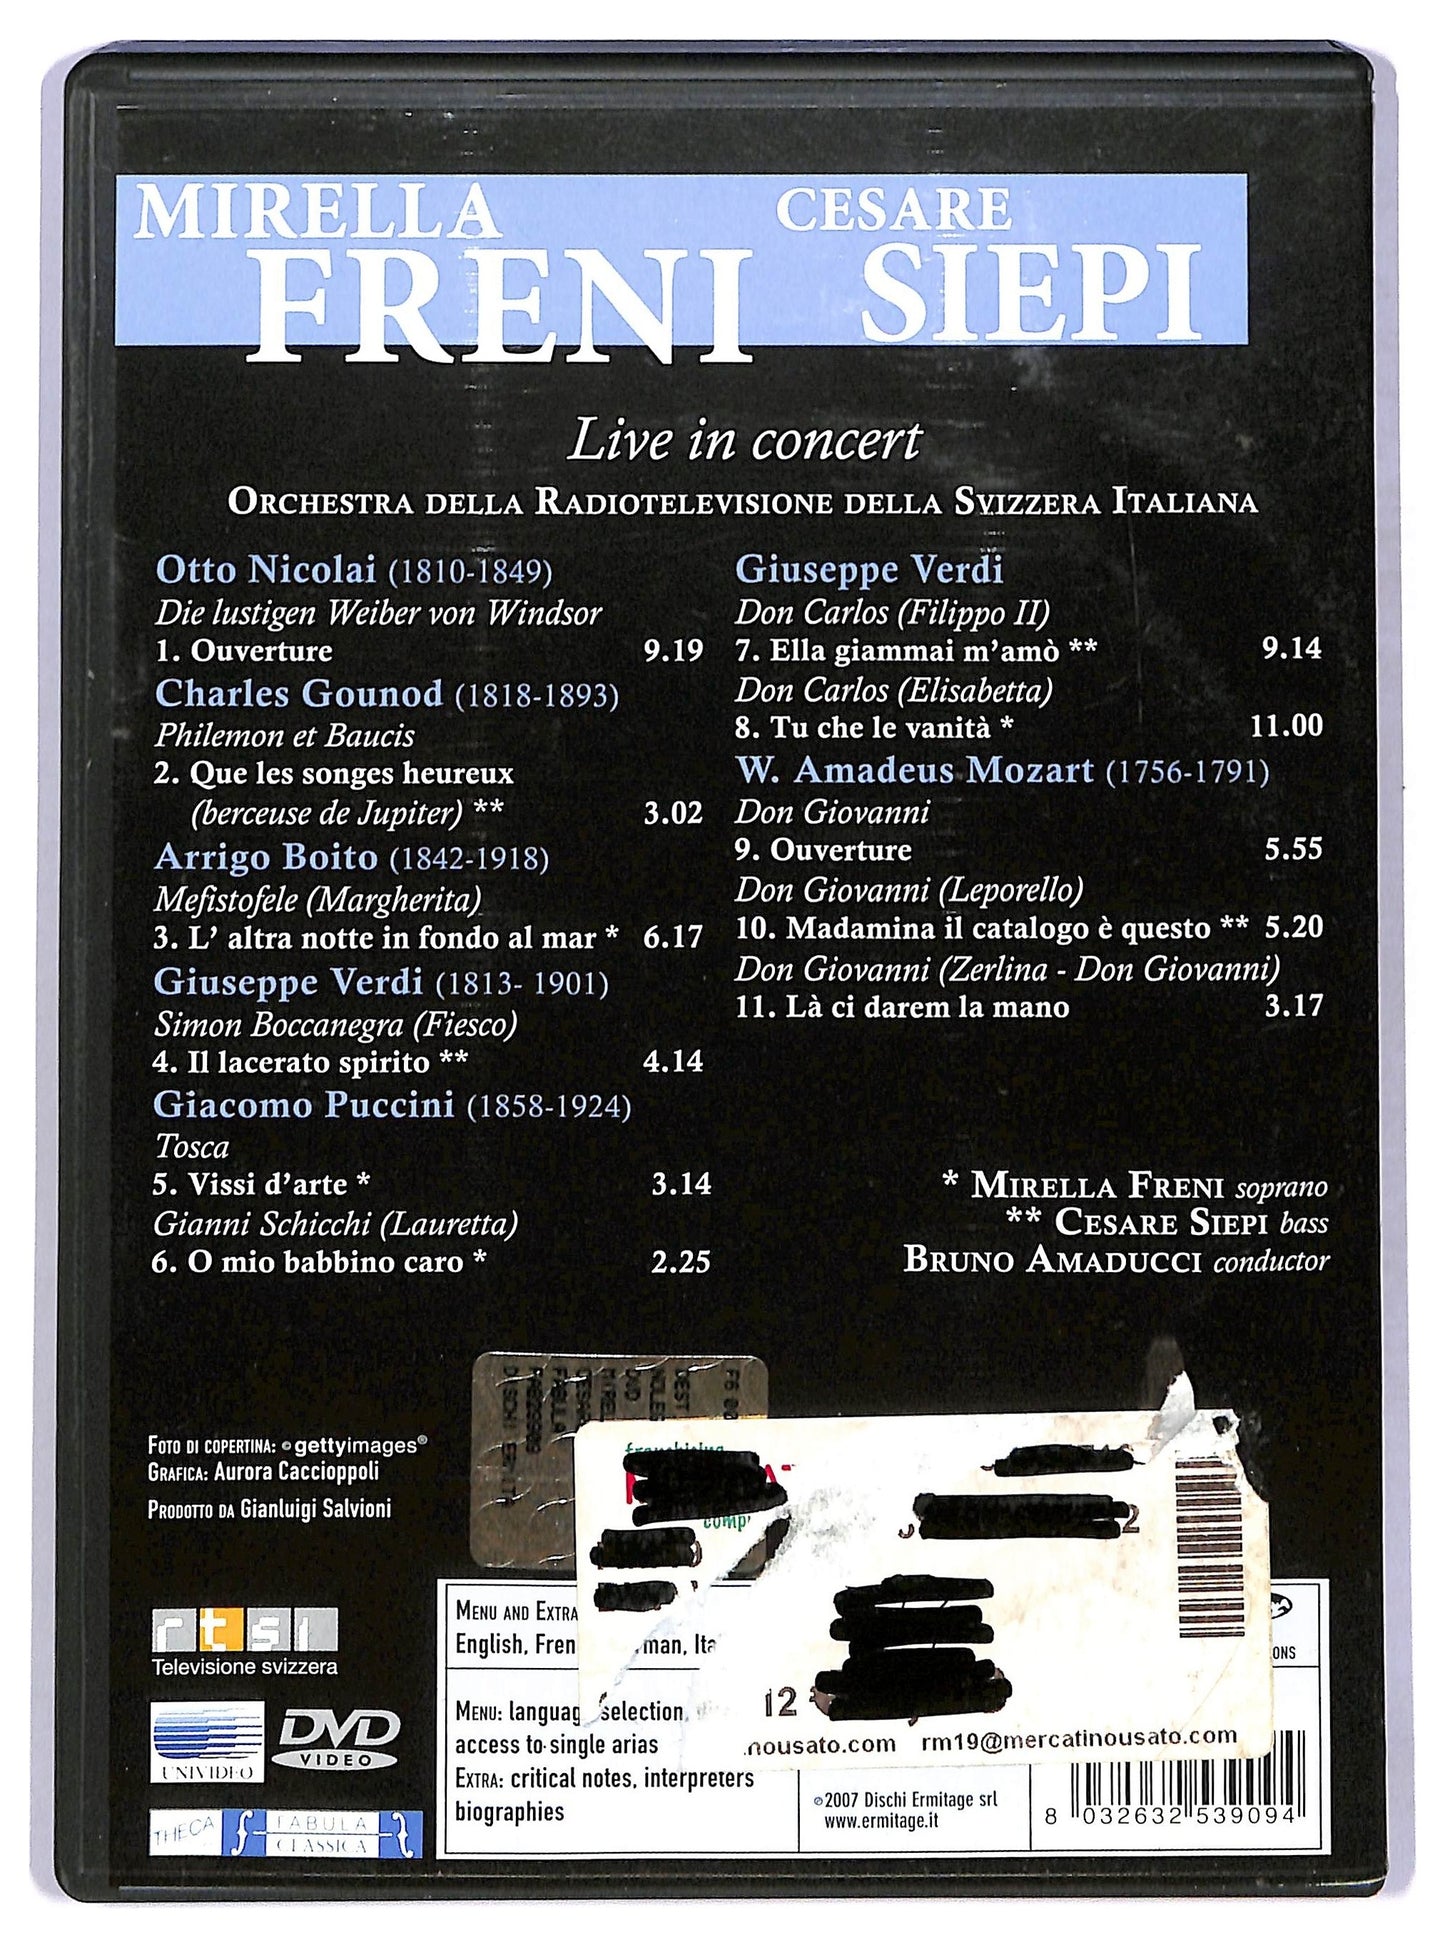 MIRELLA
FRENI
CESARE
SIEPI
Live in concert
ORCHESTRA DELLA RADIOTELEVISIONE DELLA SVIZZERA ITALIANA
Otto Nicolai (1810-1849)
Die lustigen Weiber von Windsor
1. Ouverture 9.19
Charles Gounod (1818-1893)
Philemon et Baucis
2. Que les songes heureux
(berceuse de Jupiter) ** 3.02
Arrigo Boito (1842-1918)
Mefistofele (Margherita)
3. L' altra notte in fondo al mar * 6.17
Giuseppe Verdi (1813- 1901)
Simon Boccanegra (Fiesco)
4. Il lacerato spirito ** 4.14
Giacomo Puccini (1858-1924)
Tosca
5. Vissi d'arte * 3.14
Gianni Schicchi (Lauretta)
6. O mio babbino caro * 2.25
Giuseppe Verdi
Don Carlos (Filippo II)
7. Ella giammai m'amò ** 9.14
Don Carlos (Elisabetta)
8. Tu che le vanità * 11.00
W. Amadeus Mozart (1756-1791)
Don Giovanni
9. Ouverture 5.55
Don Giovanni (Leporello)
10. Madamina il catalogo è questo ** 5.20
Don Giovanni (Zerlina - Don Giovanni)
11. Là ci darem la mano 3.17
* MIRELLA FRENI soprano
** CESARE SIEPI bass
BRUNO AMADUCCI conductor
FOTO DI COPERTINA: gettyimages®
GRAFICA: Aurora Caccioppoli
PRODOTTO DA Gianluigi Salvioni
rtsi
Televisione svizzera
UNIVIDEO
DVD
VIDEO
THECA
FABULA
CLASSICA
MENU AND EXTRA
English,
MENU: selection,
access to single arias
EXTRA: critical notes, interpreters
biographies
12
.nousato.com rm19@mercatinousato.com
℗2007 Dischi Ermitage srl
www.ermitage.it
8 032632 539094